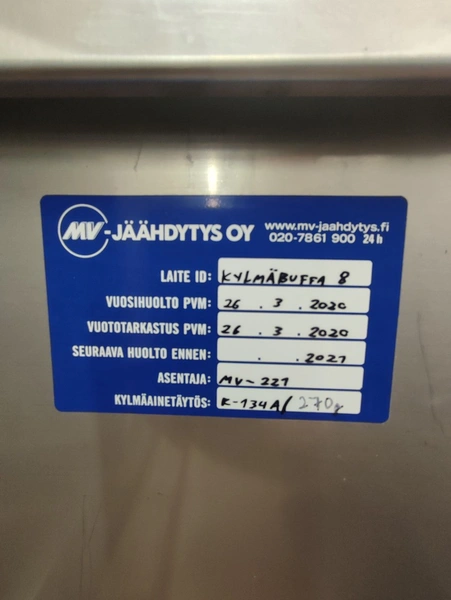 MV-JÄÄHDYTYS OY
www.mv-jaahdytys.fi
020-7861 900 24h
LAITE ID: KYLMÄBUFFA 8
VUOSIHUOLTO PVM: 26 . 3 . 2020
VUOTOTARKASTUS PVM: 26 . 3 . 2020
SEURAAVA HUOLTO ENNEN: . . 2021
ASENTAJA: MV-221
KYLMÄAINETÄYTÖS: R-134A/270g